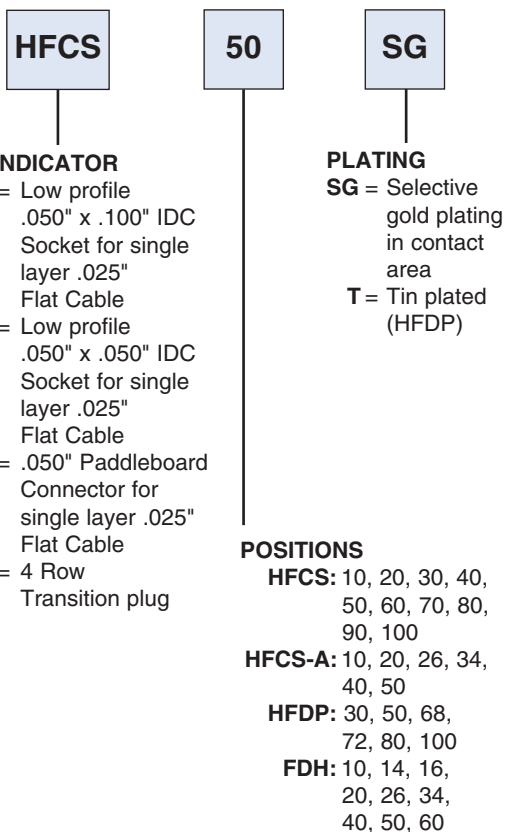 HFCS
50
SG
NDICATOR
= Low profile
.050" x .100" IDC
Socket for single
layer .025"
Flat Cable
= Low profile
.050" x .050" IDC
Socket for single
layer .025"
Flat Cable
= .050" Paddleboard
Connector for
single layer .025"
Flat Cable
= 4 Row
Transition plug
PLATING
SG = Selective
gold plating
in contact
area
T = Tin plated
(HFDP)
POSITIONS
HFCS: 10, 20, 30, 40,
50, 60, 70, 80,
90, 100
HFCS-A: 10, 20, 26, 34,
40, 50
HFDP: 30, 50, 68,
72, 80, 100
FDH: 10, 14, 16,
20, 26, 34,
40, 50, 60